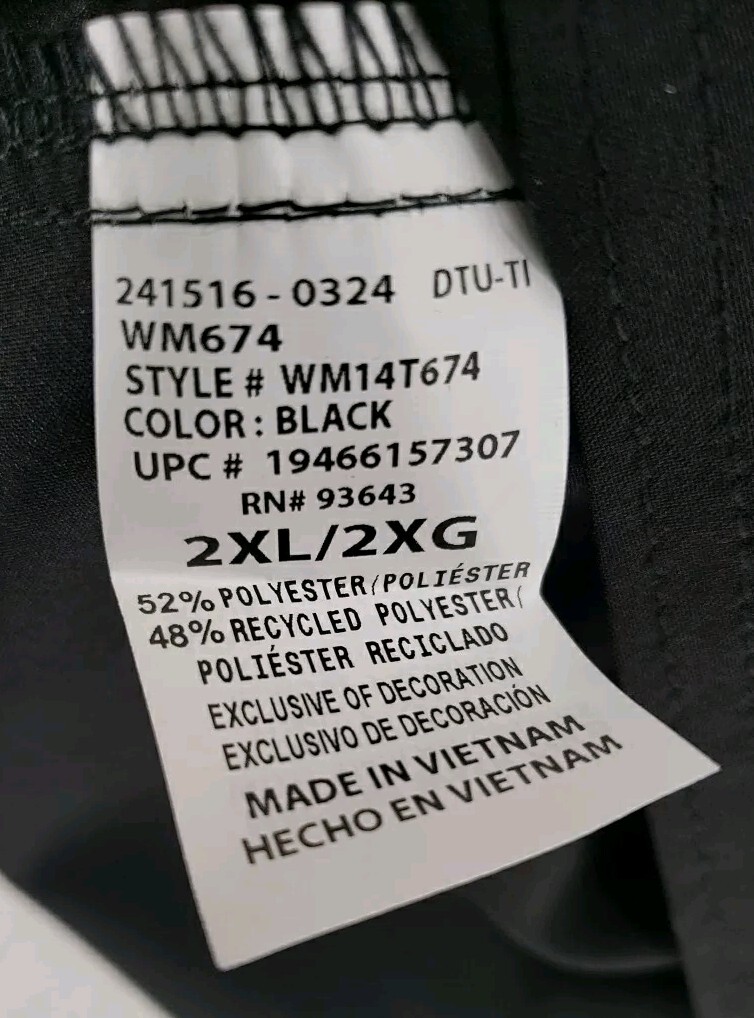 241516 - 0324 DTU-TI
WM674
STYLE # WM14T674
COLOR : BLACK
UPC # 19466157307
RN# 93643
2XL/2XG
52% POLYESTER/POLIÉSTER
48% RECYCLED POLYESTER/
POLIÉSTER RECICLADO
EXCLUSIVE OF DECORATION
EXCLUSIVO DE DECORACIÓN
MADE IN VIETNAM
HECHO EN VIETNAM